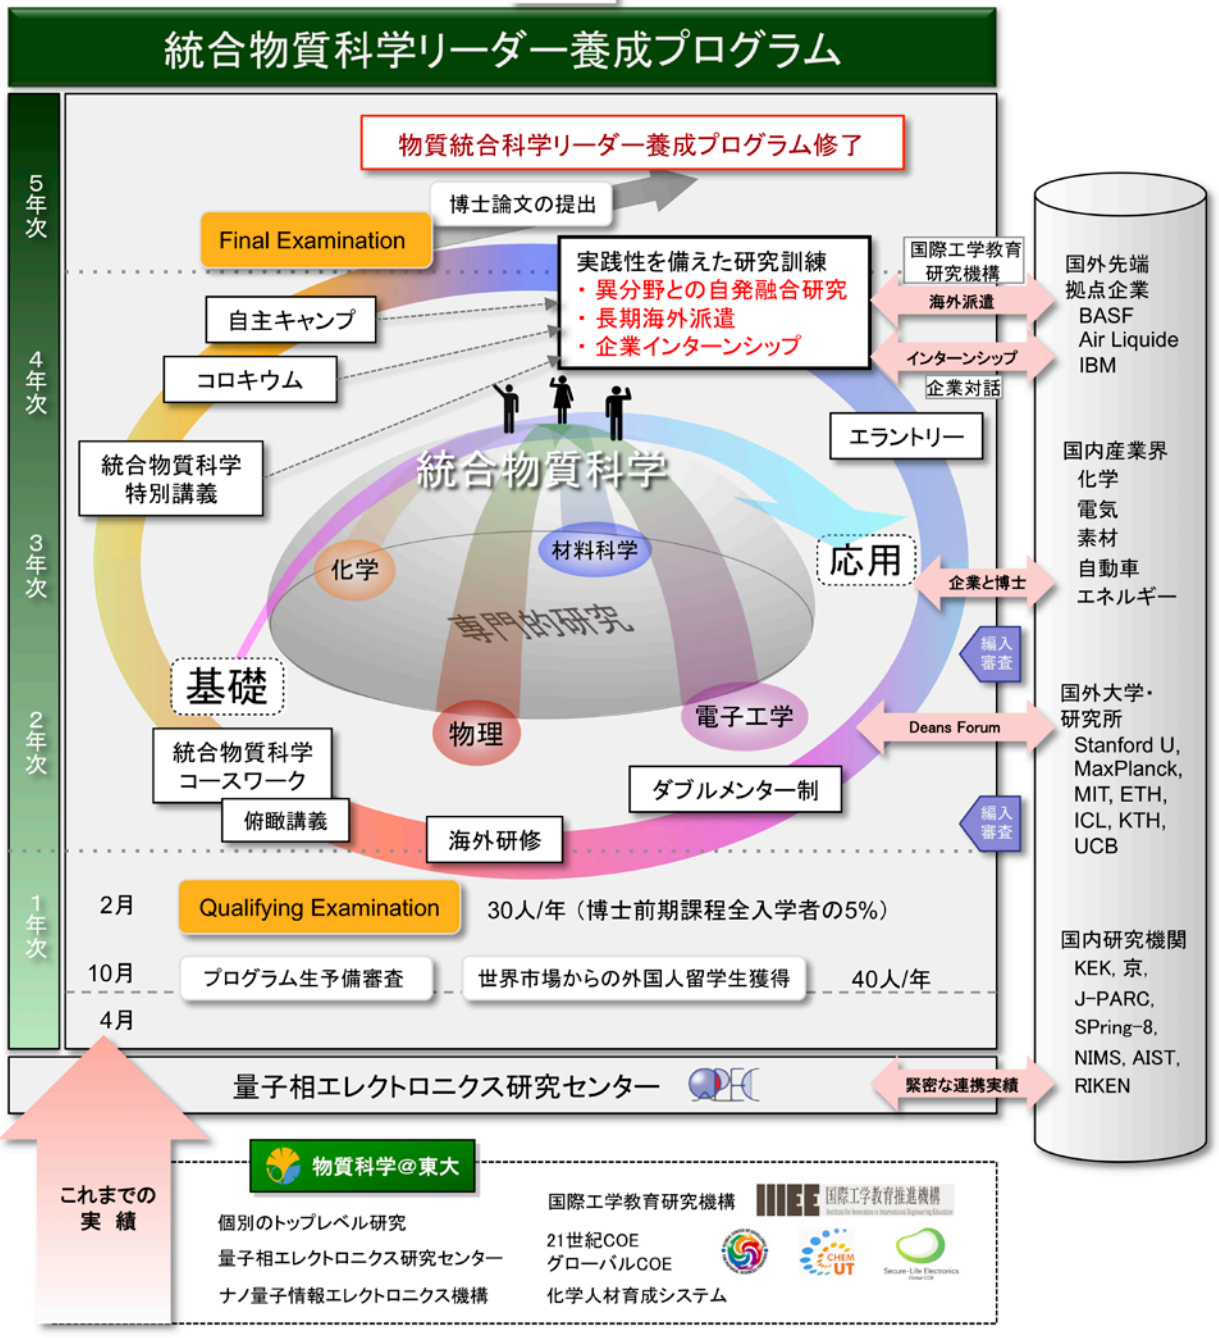 統合物質科学リーダー養成プログラム
物質統合科学リーダー養成プログラム修了
5年次
博士論文の提出
Final Examination
実践性を備えた研究訓練
・異分野との自発融合研究
・長期海外派遣
・企業インターンシップ
国際工学教育
研究機構
海外派遣
インターンシップ
企業対話
国外先端
拠点企業
BASF
Air Liquide
IBM
自主キャンプ
4年次
コロキウム
エラントリー
統合物質科学
特別講義
統合物質科学
国内産業界
化学
電気
素材
自動車
エネルギー
3年次
化学
材料科学
応用
企業と博士
専門的研究
編入
審査
基礎
2年次
物理
電子工学
Deans Forum
国外大学・
研究所
Stanford U,
MaxPlanck,
MIT, ETH,
ICL, KTH,
UCB
統合物質科学
コースワーク
俯瞰講義
海外研修
ダブルメンター制
編入
審査
1年次
2月
Qualifying Examination
30人/年（博士前期課程全入学者の5%）
10月
プログラム生予備審査
世界市場からの外国人留学生獲得
40人/年
4月
国内研究機関
KEK, 京,
J-PARC,
SPring-8,
NIMS, AIST,
RIKEN
量子相エレクトロニクス研究センター
QPEC
緊密な連携実績
これまでの
実 績
物質科学@東大
個別のトップレベル研究
量子相エレクトロニクス研究センター
ナノ量子情報エレクトロニクス機構
国際工学教育研究機構
IIIEE
国際工学教育推進機構
Institute for Innovation in International Engineering Education
21世紀COE
グローバルCOE
CHEM
UT
Secure-Life Electronics
Global COE
化学人材育成システム